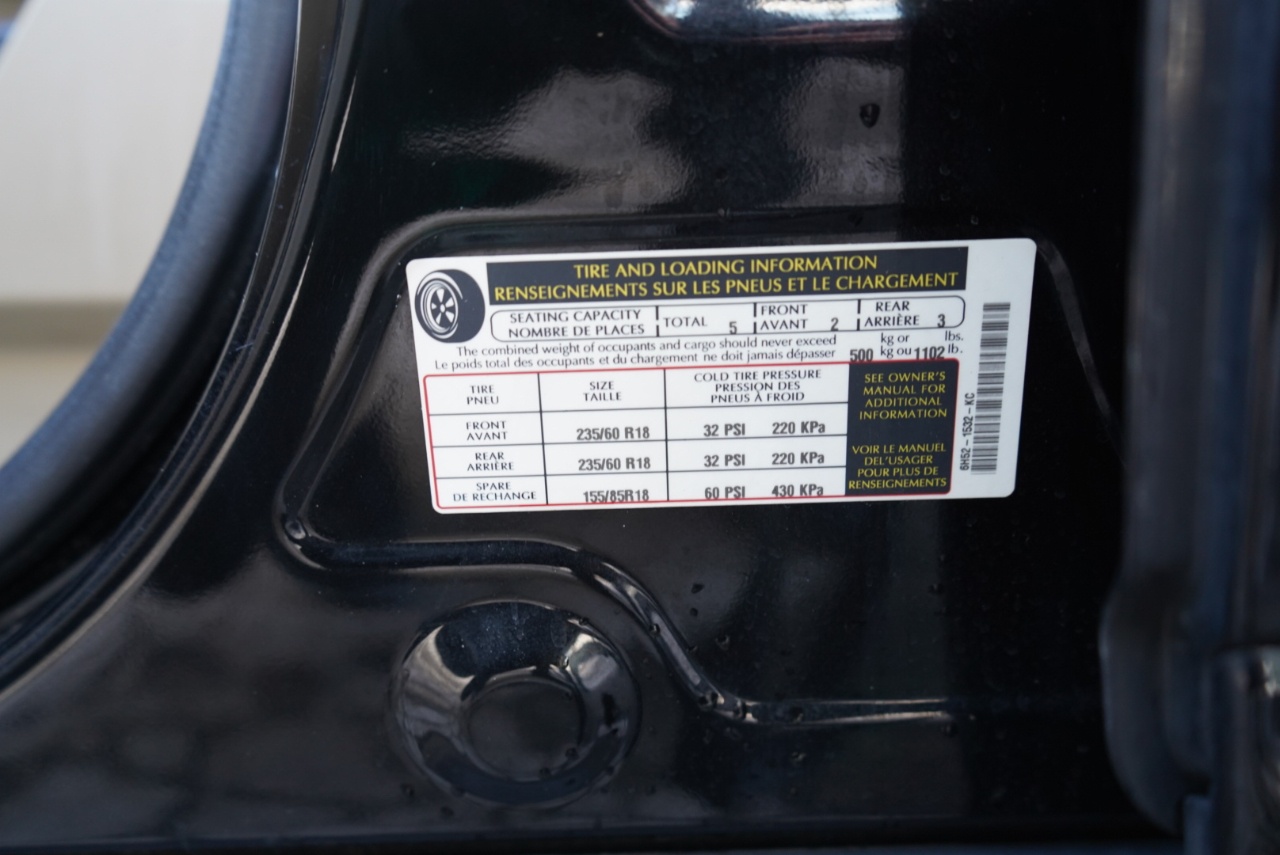 TIRE AND LOADING INFORMATION
RENSEIGNEMENTS SUR LES PNEUS ET LE CHARGEMENT
SEATING CAPACITY
NOMBRE DE PLACES
TOTAL 5
FRONT
AVANT 2
REAR
ARRIÈRE 3
The combined weight of occupants and cargo should never exceed
Le poids total des occupants et du chargement ne doit jamais dépasser
500 kg or 1102 lbs.
kg ou lb.
TIRE
PNEU
SIZE
TAILLE
COLD TIRE PRESSURE
PRESSION DES
PNEUS À FROID
FRONT
AVANT
235/60 R18
32 PSI 220 KPa
REAR
ARRIÈRE
235/60 R18
32 PSI 220 KPa
SPARE
DE RECHANGE
155/85R18
60 PSI 430 KPa
SEE OWNER'S
MANUAL FOR
ADDITIONAL
INFORMATION
VOIR LE MANUEL
DEL'USAGER
POUR PLUS DE
RENSEIGNEMENTS
6H52-1532-KC